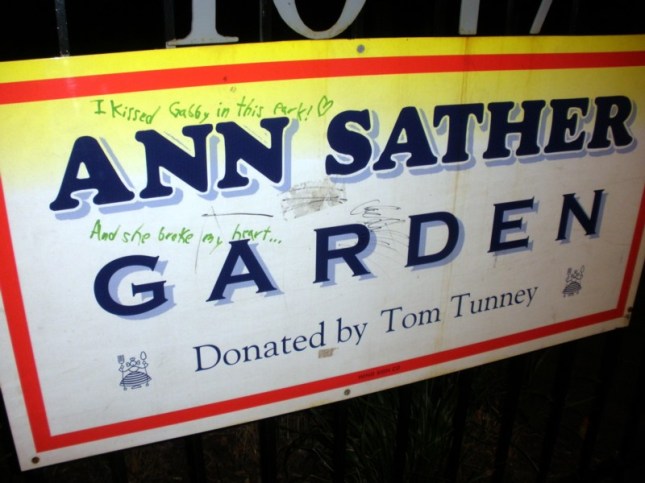 I Kissed Gabby in this park! ♡
ANN SATHER
And she broke my heart...
GARDEN
Donated by Tom Tunney